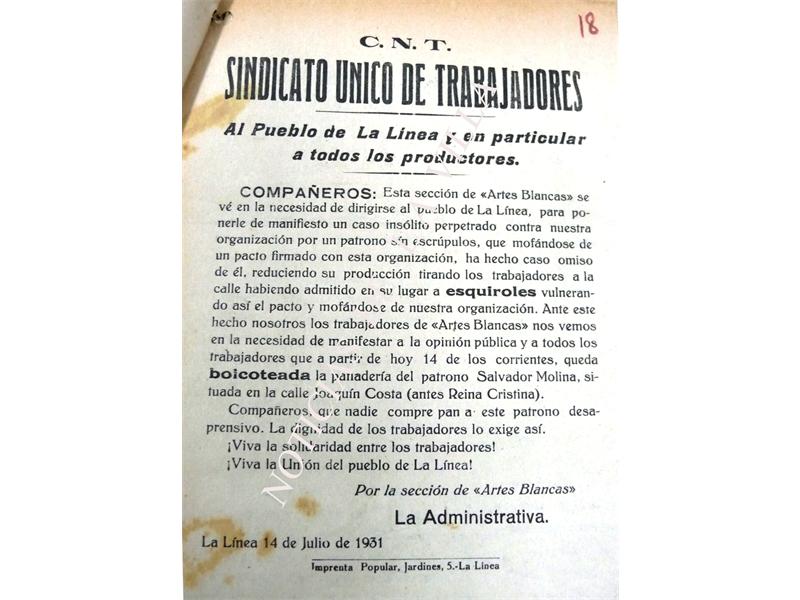 18
C. N. T.
SINDICATO UNICO DE TRABAJADORES
Al Pueblo de La Línea y en particular
a todos los productores.
COMPAÑEROS: Esta sección de «Artes Blancas» se
vé en la necesidad de dirigirse al pueblo de La Línea, para po-
nerle de manifiesto un caso insólito perpetrado contra nuestra
organización por un patrono sin escrúpulos, que mofándose de
un pacto firmado con esta organización, ha hecho caso omiso
de él, reduciendo su producción tirando los trabajadores a la
calle habiendo admitido en su lugar a esquiroles vulneran-
do así el pacto y mofándose de nuestra organización. Ante este
hecho nosotros los trabajadores de «Artes Blancas» nos vemos
en la necesidad de manifestar a la opinión pública y a todos los
trabajadores que a partir de hoy 14 de los corrientes, queda
boicoteada la panadería del patrono Salvador Molina, si-
tuada en la calle Joaquín Costa (antes Reina Cristina).
Compañeros, que nadie compre pan a este patrono desa-
prensivo. La dignidad de los trabajadores lo exige así.
¡Viva la solidaridad entre los trabajadores!
¡Viva la Unión del pueblo de La Línea!
Por la sección de «Artes Blancas»
La Administrativa.
La Línea 14 de Julio de 1931
Imprenta Popular, Jardines, 5.-La Linea